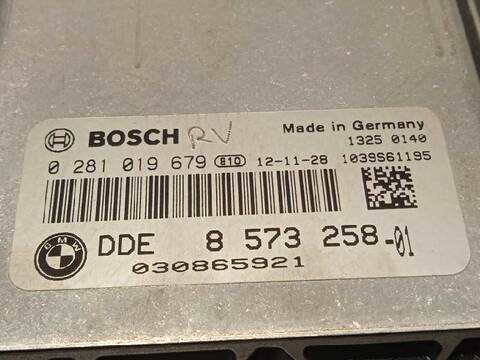 BOSCH RV Made in Germany
1325 0140
0 281 019 679 810 12-11-28 1039S61195
BMW DDE 8 573 258-01
030865921